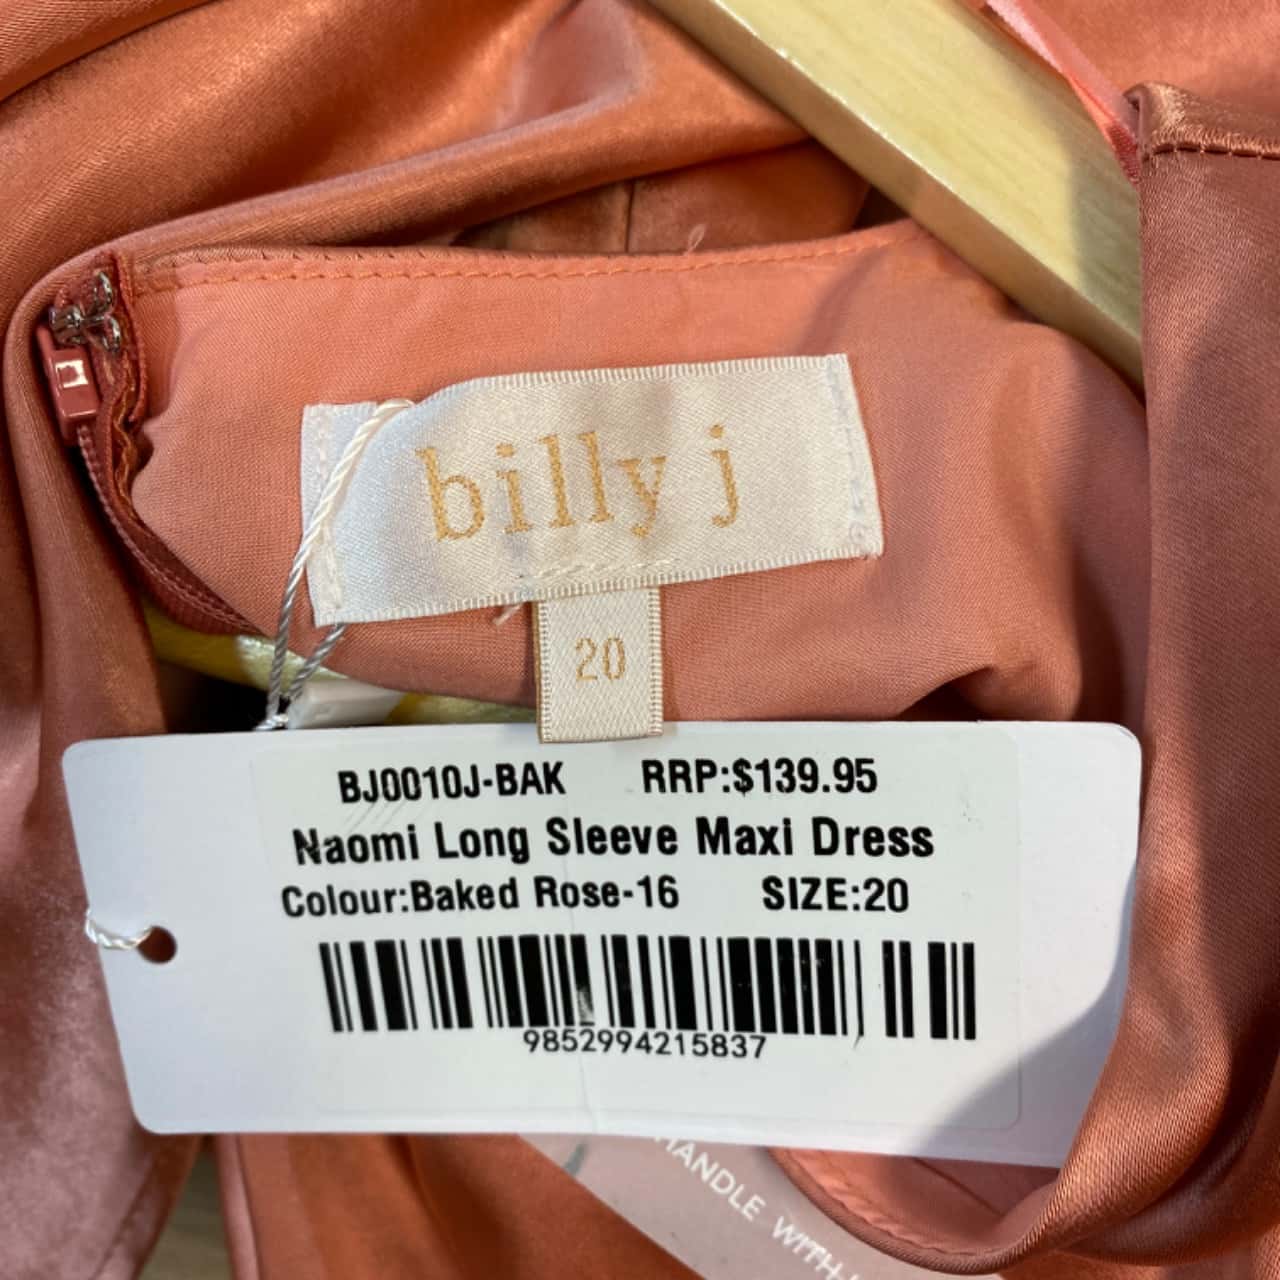 billy j
20
BJ0010J-BAK RRP:$139.95
Naomi Long Sleeve Maxi Dress
Colour:Baked Rose-16 SIZE:20
9852994215837
HANDLE WITH